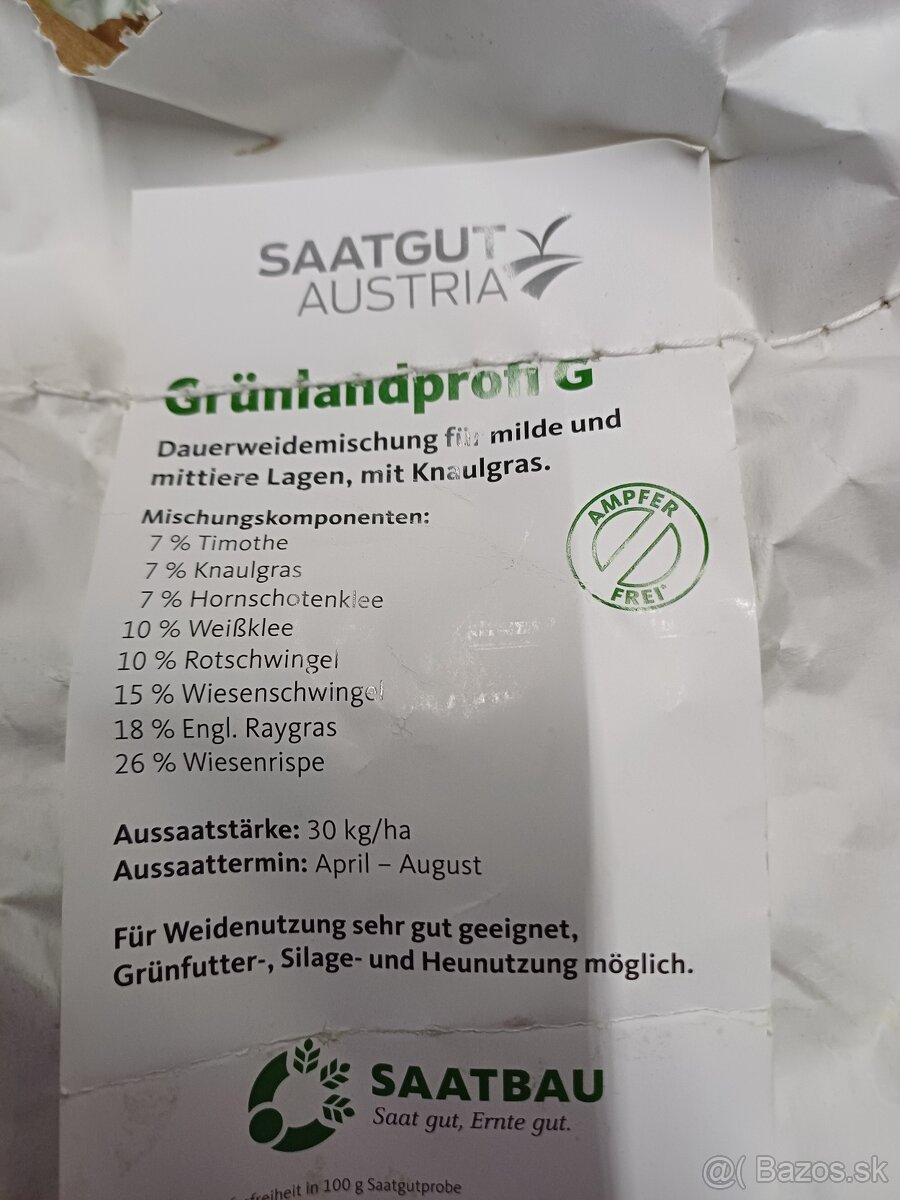 SAATGUT
AUSTRIA
Grünlandprofi G
Dauerweidemischung für milde und
mittlere Lagen, mit Knaulgras.
Mischungskomponenten:
7 % Timothe
7 % Knaulgras
7 % Hornschotenklee
10 % Weißklee
10 % Rotschwingel
15 % Wiesenschwingel
18 % Engl. Raygras
26 % Wiesenrispe
AMPFER
FREI*
Aussaatstärke: 30 kg/ha
Aussaattermin: April – August
Für Weidenutzung sehr gut geeignet,
Grünfutter-, Silage- und Heunutzung möglich.
SAATBAU
Saat gut, Ernte gut.
freiheit in 100 g Saatgutprobe
@( Bazos.sk